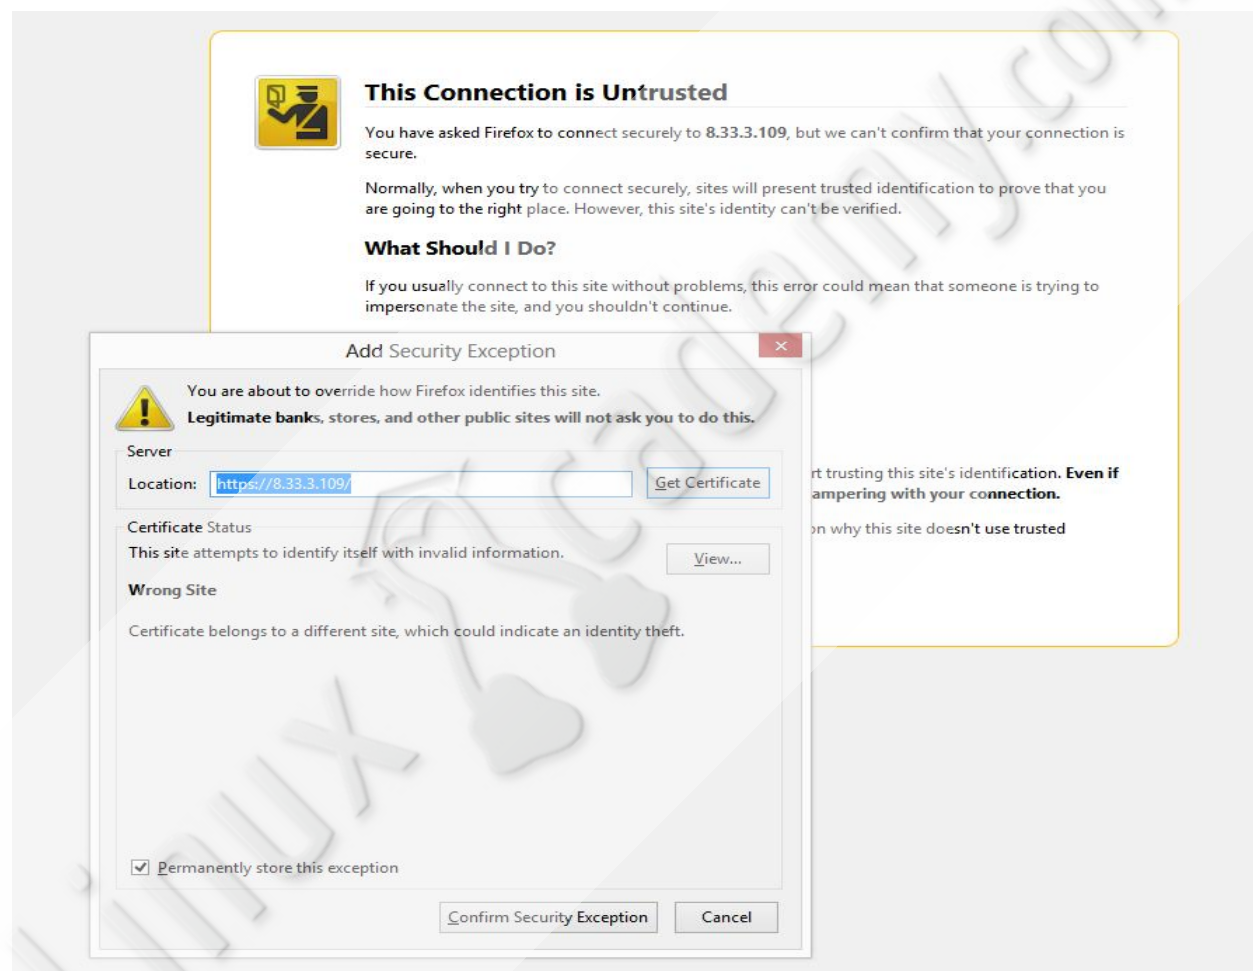 This Connection is Untrusted
You have asked Firefox to connect securely to 8.33.3.109, but we can't confirm that your connection is
secure.
Normally, when you try to connect securely, sites will present trusted identification to prove that you
are going to the right place. However, this site's identity can't be verified.
What Should I Do?
If you usually connect to this site without problems, this error could mean that someone is trying to
impersonate the site, and you shouldn't continue.
Add Security Exception
You are about to override how Firefox identifies this site.
Legitimate banks, stores, and other public sites will not ask you to do this.
Server
Location: https://8.33.3.109/ Get Certificate
trusting this site's identification. Even if
with your connection.
why this site doesn't use trusted
Certificate Status
This site attempts to identify itself with invalid information.
View...
Wrong Site
Certificate belongs to a different site, which could indicate an identity theft.
Permanently store this exception
Confirm Security Exception Cancel
linux cademy.com